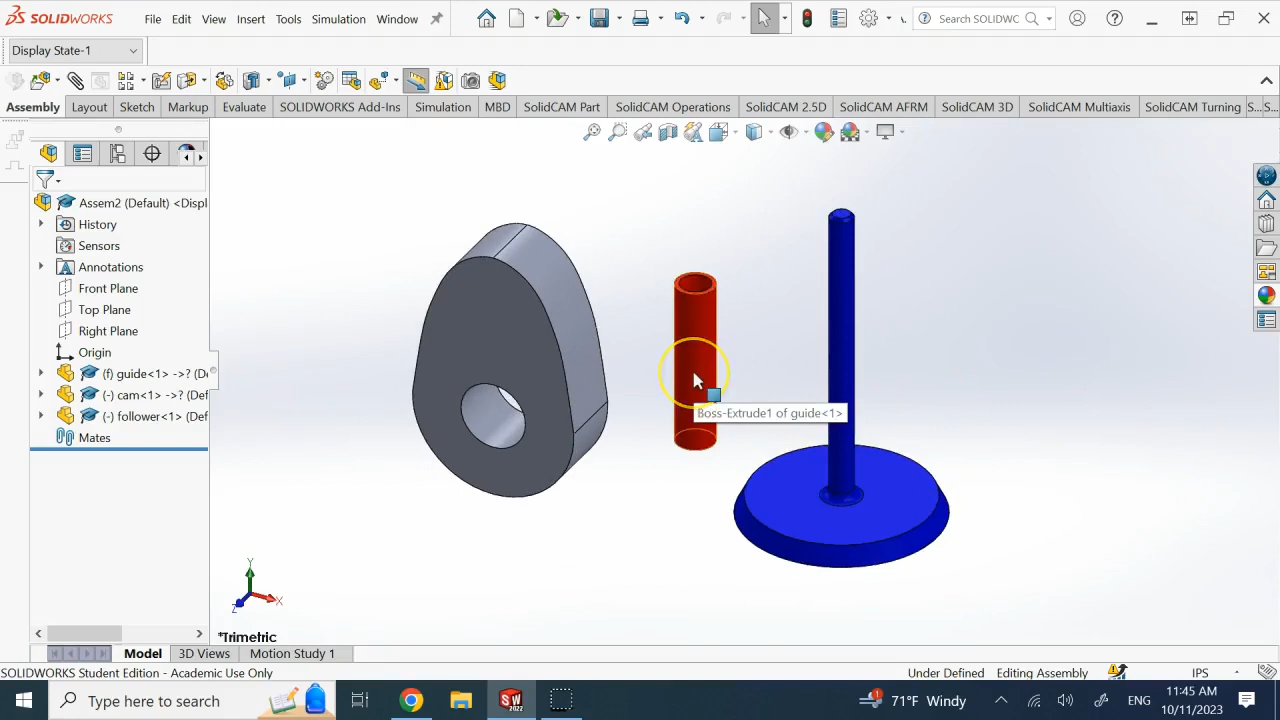 SOLIDWORKS File Edit View Insert Tools Simulation Window Search SOLIDWC
Display State-1
Assembly Layout Sketch Markup Evaluate SOLIDWORKS Add-Ins Simulation MBD SolidCAM Part SolidCAM Operations SolidCAM 2.5D SolidCAM AFRM SolidCAM 3D SolidCAM Multiaxis SolidCAM Turning S... S...
Assem2 (Default) <Displ
History
Sensors
Annotations
Front Plane
Top Plane
Right Plane
Origin
(f) guide<1> ->? (De
(-) cam<1> ->? (Def
(-) follower<1> (Def
Mates
Boss-Extrude1 of guide<1>
Y
X
Z
*Trimetric
Model 3D Views Motion Study 1
SOLIDWORKS Student Edition - Academic Use Only Under Defined Editing Assembly IPS
Type here to search SW 2022 1 71°F Windy ENG 11:45 AM
10/11/2023